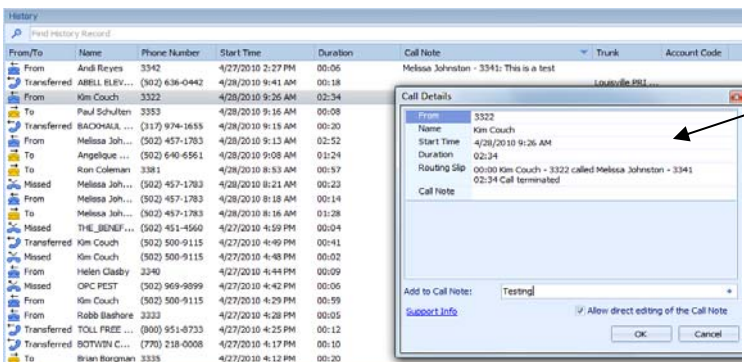 History
Find History Record
From/To Name Phone Number Start Time Duration Call Note Trunk Account Code
From Andi Reyes 3342 4/27/2010 2:27 PM 00:06 Melissa Johnston - 3341: This is a test
Transferred ABELL ELEV... (502) 636-0442 4/28/2010 9:41 AM 00:18 Louisville PRI ...
From Kim Couch 3322 4/28/2010 9:26 AM 02:34
To Paul Schulten 3353 4/28/2010 9:16 AM 00:08
Transferred BACKHAUL ... (317) 974-1655 4/28/2010 9:15 AM 00:20
From Melissa Joh... (502) 457-1783 4/28/2010 9:13 AM 02:52
To Angelique ... (502) 640-6561 4/28/2010 9:08 AM 01:24
To Ron Coleman 3381 4/28/2010 8:53 AM 00:57
Missed Melissa Joh... (502) 457-1783 4/28/2010 8:21 AM 00:23
From Melissa Joh... (502) 457-1783 4/28/2010 8:18 AM 00:14
To Melissa Joh... (502) 457-1783 4/28/2010 8:16 AM 01:28
Missed THE_BENEF... (502) 451-4560 4/27/2010 4:59 PM 00:04
Transferred Kim Couch (502) 500-9115 4/27/2010 4:49 PM 00:41
Missed Kim Couch (502) 500-9115 4/27/2010 4:48 PM 00:02
From Helen Clasby 3340 4/27/2010 4:44 PM 00:09
Missed OPC PEST (502) 969-9899 4/27/2010 4:42 PM 00:06
From Kim Couch (502) 500-9115 4/27/2010 4:29 PM 00:59
From Robb Bashore 3333 4/27/2010 4:28 PM 00:05
Transferred TOLL FREE ... (800) 951-8733 4/27/2010 4:25 PM 00:12
Transferred BOTWIN C... (770) 218-0008 4/27/2010 4:17 PM 00:10
To Brian Borgman 3335 4/27/2010 4:12 PM 00:20
Call Details
From 3322
Name Kim Couch
Start Time 4/28/2010 9:26 AM
Duration 02:34
Routing Slip 00:00 Kim Couch - 3322 called Melissa Johnston - 3341
02:34 Call terminated
Call Note
Add to Call Note: Testing
Support Info Allow direct editing of the Call Note
OK Cancel